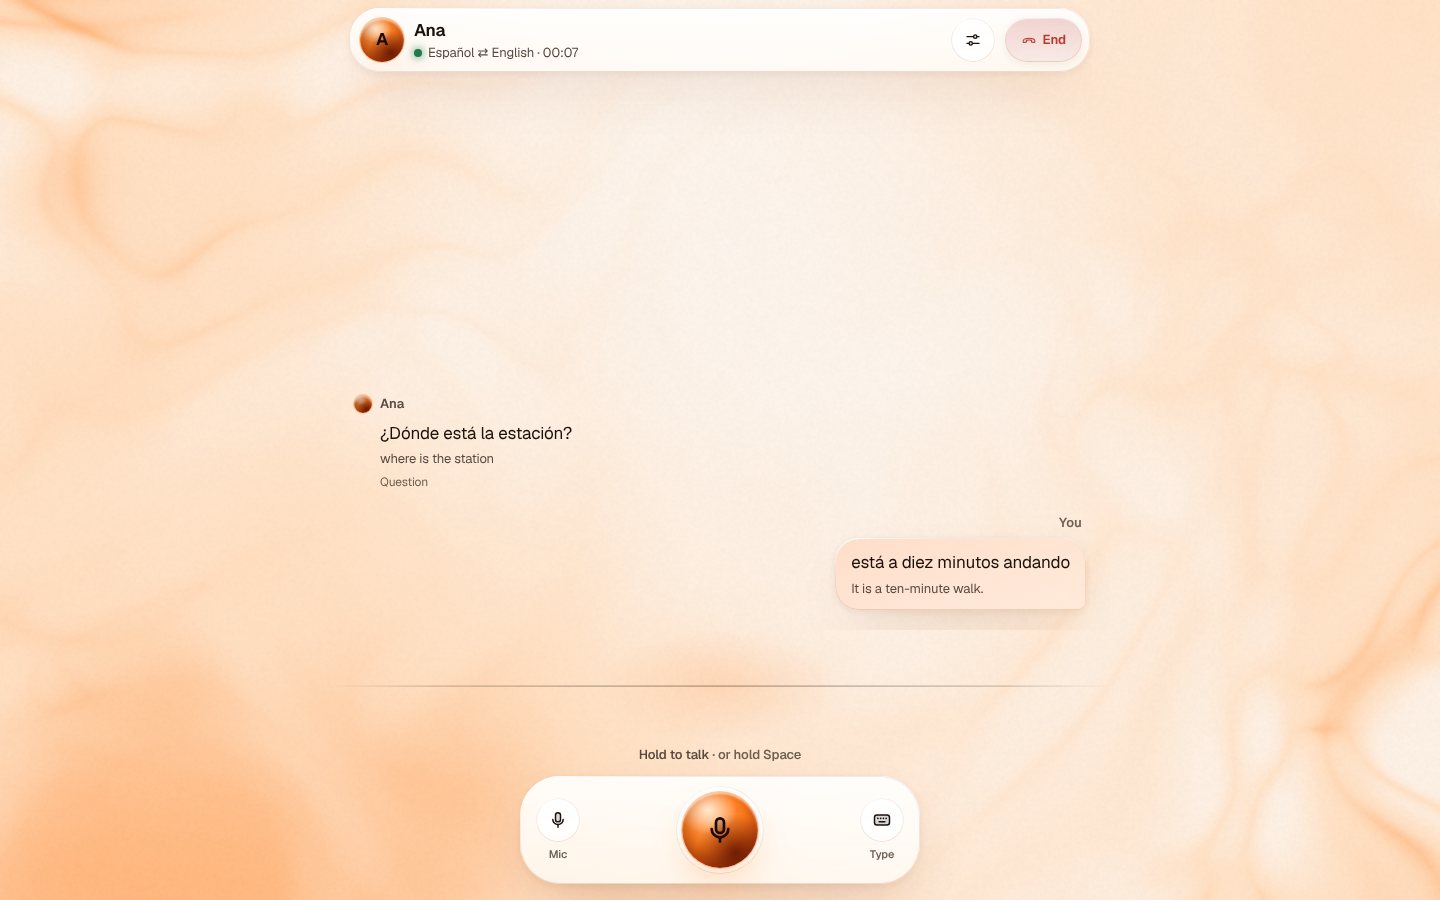 A
Ana
Español ⇄ English · 00:07
End
Ana
¿Dónde está la estación?
where is the station
Question
You
está a diez minutos andando
It is a ten-minute walk.
Hold to talk · or hold Space
Mic
Type